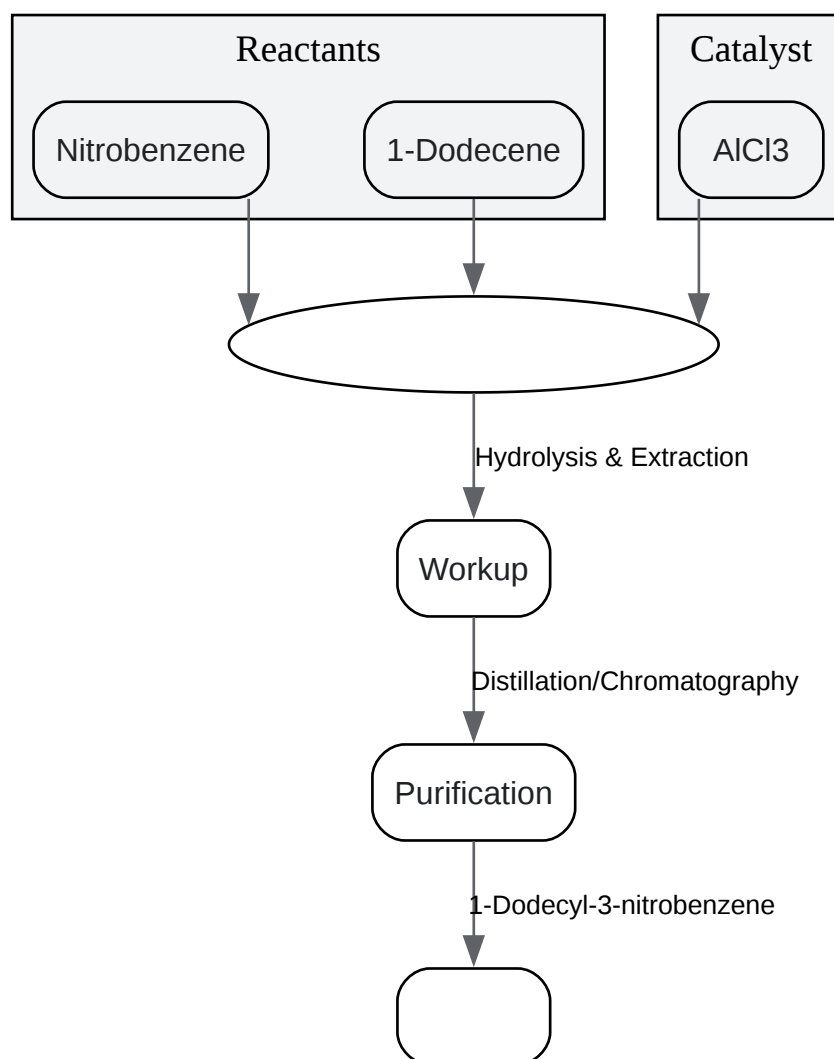 Reactants
Catalyst
Nitrobenzene
1-Dodecene
AlCl3
Hydrolysis & Extraction
Workup
Distillation/Chromatography
Purification
1-Dodecyl-3-nitrobenzene